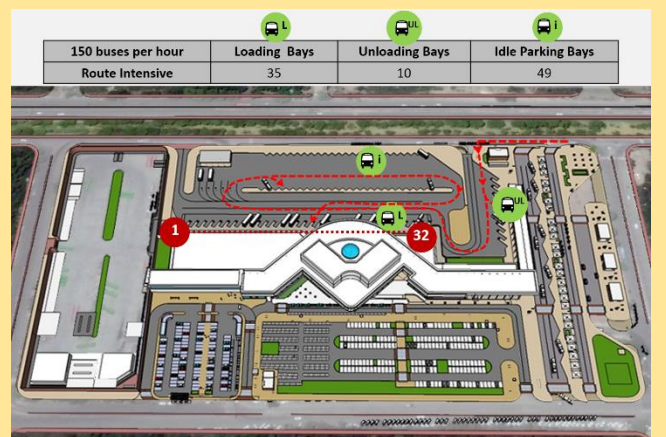 L UL i
150 buses per hour Loading Bays Unloading Bays Idle Parking Bays
Route Intensive 35 10 49
i
UL
L
1 32